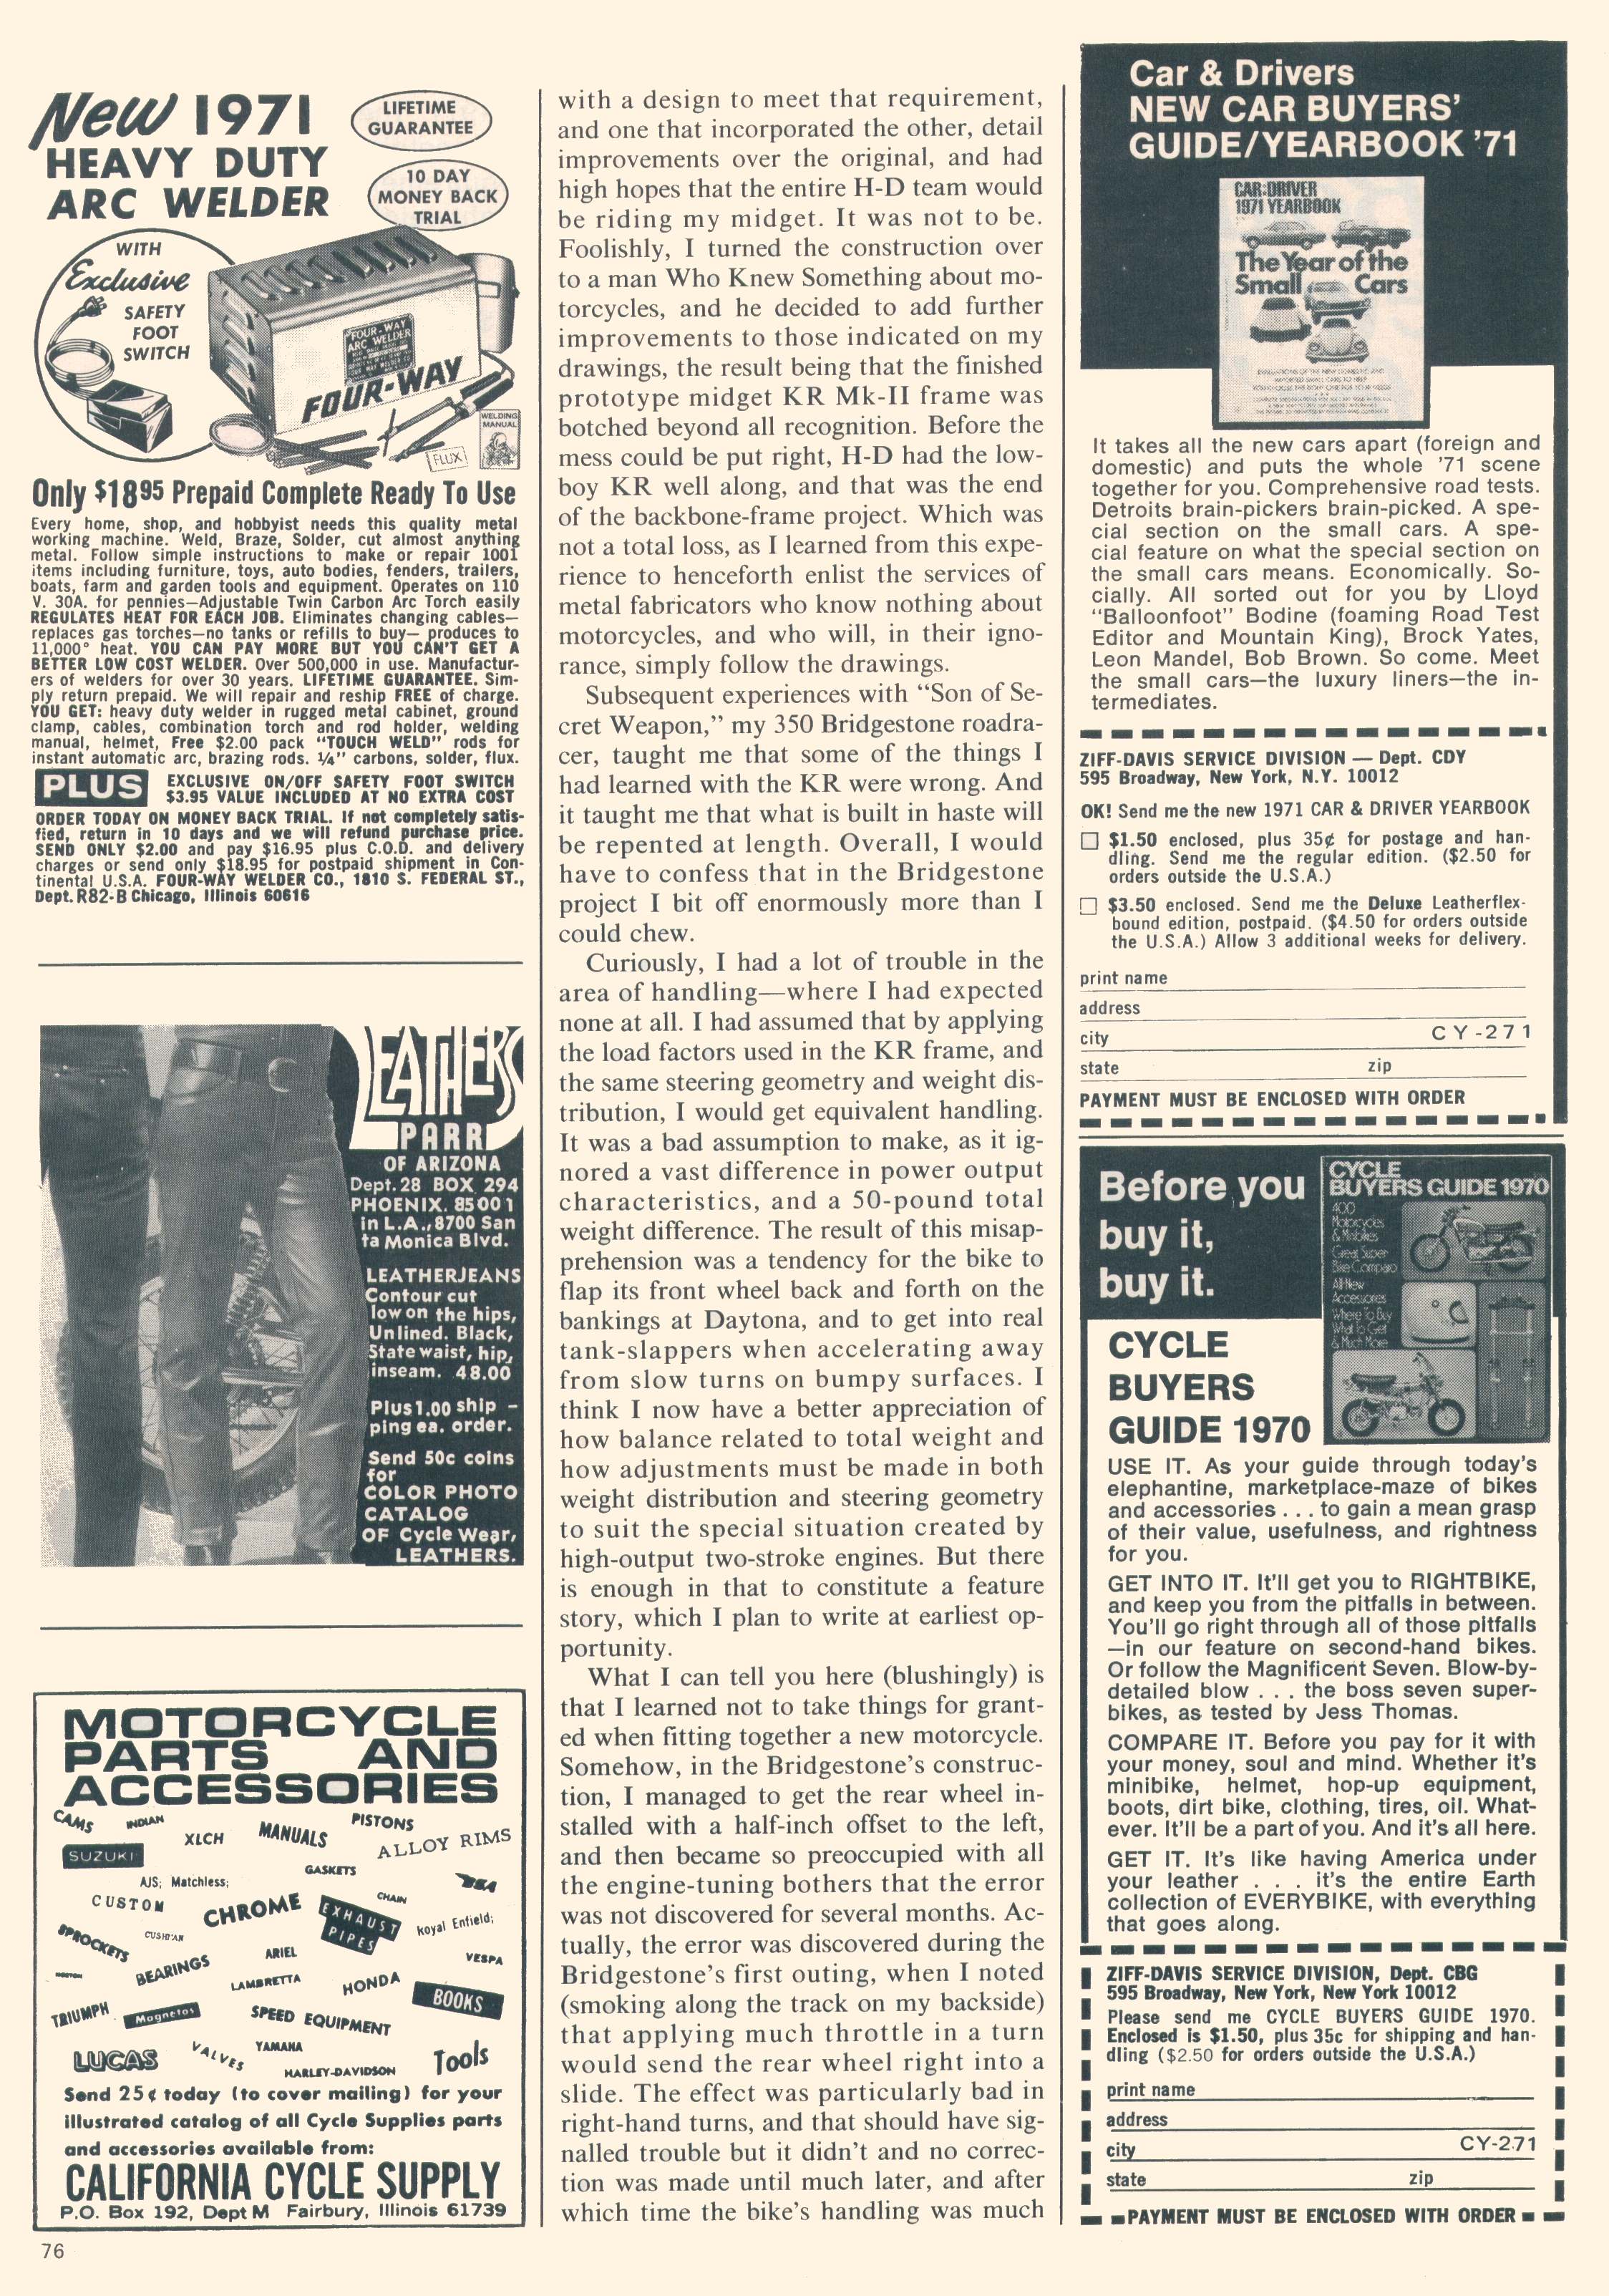 New 1971
HEAVY DUTY
ARC WELDER
LIFETIME
GUARANTEE
10 DAY
MONEY BACK
TRIAL
WITH
Exclusive
SAFETY
FOOT
SWITCH
FOUR-WAY
ARC WELDER
FOUR-WAY
WELDING
MANUAL
FLUX
Only $1895 Prepaid Complete Ready To Use
Every home, shop, and hobbyist needs this quality metal
working machine. Weld, Braze, Solder, cut almost anything
metal. Follow simple instructions to make or repair 1001
items including furniture, toys, auto bodies, fenders, trailers,
boats, farm and garden tools and equipment. Operates on 110
V. 30A. for pennies—Adjustable Twin Carbon Arc Torch easily
REGULATES HEAT FOR EACH JOB. Eliminates changing cables—
replaces gas torches—no tanks or refills to buy— produces to
11,000° heat. YOU CAN PAY MORE BUT YOU CAN'T GET A
BETTER LOW COST WELDER. Over 500,000 in use. Manufactur-
ers of welders for over 30 years. LIFETIME GUARANTEE. Sim-
ply return prepaid. We will repair and reship FREE of charge.
YOU GET: heavy duty welder in rugged metal cabinet, ground
clamp, cables, combination torch and rod holder, welding
manual, helmet, Free $2.00 pack "TOUCH WELD" rods for
instant automatic arc, brazing rods. ¼" carbons, solder, flux.
PLUS EXCLUSIVE ON/OFF SAFETY FOOT SWITCH
$3.95 VALUE INCLUDED AT NO EXTRA COST
ORDER TODAY ON MONEY BACK TRIAL. If not completely satis-
fied, return in 10 days and we will refund purchase price.
SEND ONLY $2.00 and pay $16.95 plus C.O.D. and delivery
charges or send only $18.95 for postpaid shipment in Con-
tinental U.S.A. FOUR-WAY WELDER CO., 1810 S. FEDERAL ST.,
Dept. R82-B Chicago, Illinois 60616
LEATHERS
PARR
OF ARIZONA
Dept. 28 BOX 294
PHOENIX, 85001
in L.A., 8700 San
ta Monica Blvd.
LEATHERJEANS
Contour cut
low on the hips,
Unlined. Black,
State waist, hip,
inseam. 48.00
Plus 1.00 ship -
ping ea. order.
Send 50c coins
for
COLOR PHOTO
CATALOG
OF Cycle Wear,
LEATHERS.
MOTORCYCLE
PARTS AND
ACCESSORIES
CAMS
INDIAN
XLCH
MANUALS
PISTONS
SUZUKI
ALLOY RIMS
GASKETS
AJS; Matchless;
BSA
CUSTOM
CHROME
CHAIN
EXHAUST
PIPES
Royal Enfield;
SPROCKETS
CUSHMAN
ARIEL
VESPA
NORTON
BEARINGS
LAMBRETTA
HONDA
BOOKS
TRIUMPH
Magnetos
SPEED EQUIPMENT
LUCAS
VALVES
YAMAHA
HARLEY-DAVIDSON
Tools
Send 25¢ today (to cover mailing) for your
illustrated catalog of all Cycle Supplies parts
and accessories available from:
CALIFORNIA CYCLE SUPPLY
P.O. Box 192, Dept M Fairbury, Illinois 61739
76
with a design to meet that requirement,
and one that incorporated the other, detail
improvements over the original, and had
high hopes that the entire H-D team would
be riding my midget. It was not to be.
Foolishly, I turned the construction over
to a man Who Knew Something about mo-
torcycles, and he decided to add further
improvements to those indicated on my
drawings, the result being that the finished
prototype midget KR Mk-II frame was
botched beyond all recognition. Before the
mess could be put right, H-D had the low-
boy KR well along, and that was the end
of the backbone-frame project. Which was
not a total loss, as I learned from this expe-
rience to henceforth enlist the services of
metal fabricators who know nothing about
motorcycles, and who will, in their igno-
rance, simply follow the drawings.
Subsequent experiences with "Son of Se-
cret Weapon," my 350 Bridgestone roadra-
cer, taught me that some of the things I
had learned with the KR were wrong. And
it taught me that what is built in haste will
be repented at length. Overall, I would
have to confess that in the Bridgestone
project I bit off enormously more than I
could chew.
Curiously, I had a lot of trouble in the
area of handling—where I had expected
none at all. I had assumed that by applying
the load factors used in the KR frame, and
the same steering geometry and weight dis-
tribution, I would get equivalent handling.
It was a bad assumption to make, as it ig-
nored a vast difference in power output
characteristics, and a 50-pound total
weight difference. The result of this misap-
prehension was a tendency for the bike to
flap its front wheel back and forth on the
bankings at Daytona, and to get into real
tank-slappers when accelerating away
from slow turns on bumpy surfaces. I
think I now have a better appreciation of
how balance related to total weight and
how adjustments must be made in both
weight distribution and steering geometry
to suit the special situation created by
high-output two-stroke engines. But there
is enough in that to constitute a feature
story, which I plan to write at earliest op-
portunity.
What I can tell you here (blushingly) is
that I learned not to take things for grant-
ed when fitting together a new motorcycle.
Somehow, in the Bridgestone's construc-
tion, I managed to get the rear wheel in-
stalled with a half-inch offset to the left,
and then became so preoccupied with all
the engine-tuning bothers that the error
was not discovered for several months. Ac-
tually, the error was discovered during the
Bridgestone's first outing, when I noted
(smoking along the track on my backside)
that applying much throttle in a turn
would send the rear wheel right into a
slide. The effect was particularly bad in
right-hand turns, and that should have sig-
nalled trouble but it didn't and no correc-
tion was made until much later, and after
which time the bike's handling was much
Car & Drivers
NEW CAR BUYERS'
GUIDE/YEARBOOK '71
CAR·DRIVER
1971 YEARBOOK
The Year of the
Small Cars
It takes all the new cars apart (foreign and
domestic) and puts the whole '71 scene
together for you. Comprehensive road tests.
Detroits brain-pickers brain-picked. A spe-
cial section on the small cars. A spe-
cial feature on what the special section on
the small cars means. Economically. So-
cially. All sorted out for you by Lloyd
"Balloonfoot" Bodine (foaming Road Test
Editor and Mountain King), Brock Yates,
Leon Mandel, Bob Brown. So come. Meet
the small cars—the luxury liners—the in-
termediates.
ZIFF-DAVIS SERVICE DIVISION — Dept. CDY
595 Broadway, New York, N.Y. 10012
OK! Send me the new 1971 CAR & DRIVER YEARBOOK
$1.50 enclosed, plus 35¢ for postage and han-
dling. Send me the regular edition. ($2.50 for
orders outside the U.S.A.)
$3.50 enclosed. Send me the Deluxe Leatherflex-
bound edition, postpaid. ($4.50 for orders outside
the U.S.A.) Allow 3 additional weeks for delivery.
print name
address
city CY-271
state zip
PAYMENT MUST BE ENCLOSED WITH ORDER
Before you
buy it,
buy it.
CYCLE
BUYERS GUIDE 1970
400
Motorcycles
& Minibikes
Great Super
Bike Comparo
All-New
Accessories
Where To Buy
What To Get
& Much More
CYCLE
BUYERS
GUIDE 1970
USE IT. As your guide through today's
elephantine, marketplace-maze of bikes
and accessories . . . to gain a mean grasp
of their value, usefulness, and rightness
for you.
GET INTO IT. It'll get you to RIGHTBIKE,
and keep you from the pitfalls in between.
You'll go right through all of those pitfalls
—in our feature on second-hand bikes.
Or follow the Magnificent Seven. Blow-by-
detailed blow . . . the boss seven super-
bikes, as tested by Jess Thomas.
COMPARE IT. Before you pay for it with
your money, soul and mind. Whether it's
minibike, helmet, hop-up equipment,
boots, dirt bike, clothing, tires, oil. What-
ever. It'll be a part of you. And it's all here.
GET IT. It's like having America under
your leather . . . it's the entire Earth
collection of EVERYBIKE, with everything
that goes along.
ZIFF-DAVIS SERVICE DIVISION, Dept. CBG
595 Broadway, New York, New York 10012
Please send me CYCLE BUYERS GUIDE 1970.
Enclosed is $1.50, plus 35c for shipping and han-
dling ($2.50 for orders outside the U.S.A.)
print name
address
city CY-271
state zip
PAYMENT MUST BE ENCLOSED WITH ORDER